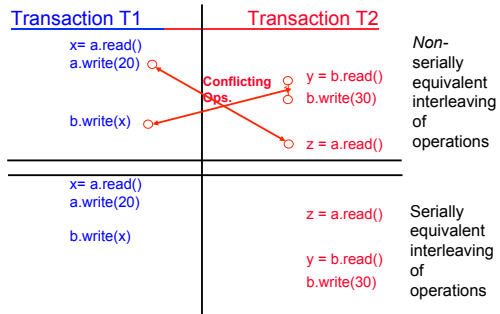 Transaction T1
Transaction T2
x= a.read()
a.write(20)
b.write(x)
Conflicting
Ops.
y = b.read()
b.write(30)
z = a.read()
Non-
serially
equivalent
interleaving
of
operations
x= a.read()
a.write(20)
b.write(x)
z = a.read()
y = b.read()
b.write(30)
Serially
equivalent
interleaving
of
operations